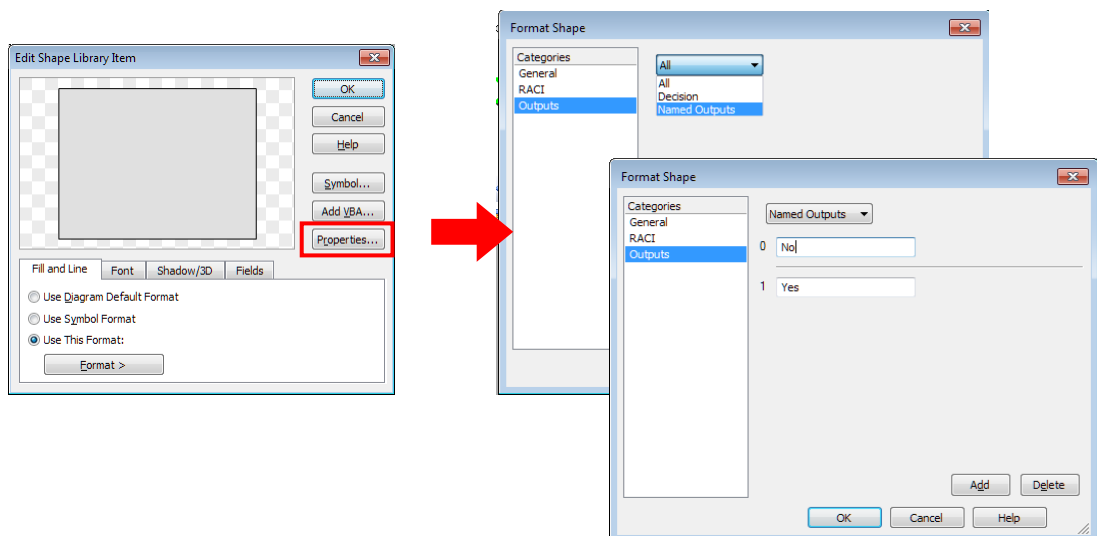 Edit Shape Library Item
OK
Cancel
Help
Symbol...
Add VBA...
Properties...
Fill and Line Font Shadow/3D Fields
Use Diagram Default Format
Use Symbol Format
Use This Format:
Format >
Format Shape
Categories
General
RACI
Outputs
All
All
Decision
Named Outputs
Format Shape
Categories
General
RACI
Outputs
Named Outputs
0 No
1 Yes
Add Delete
OK Cancel Help